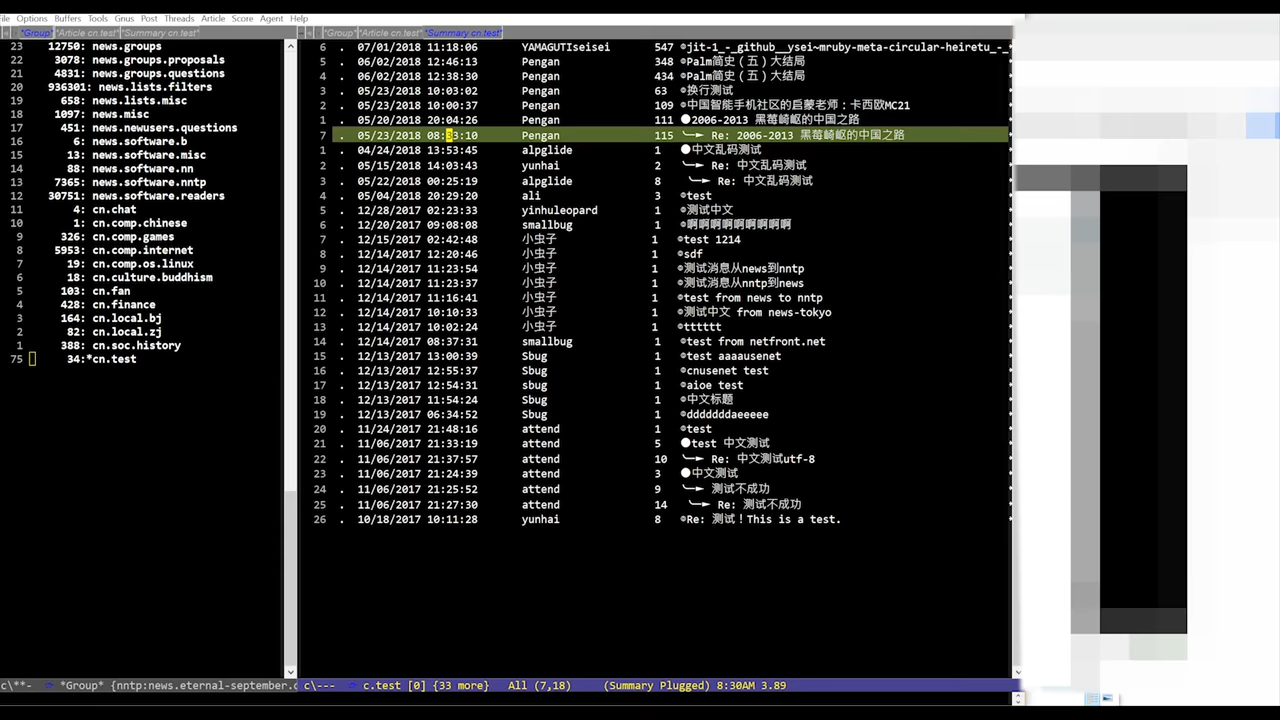 File Options Buffers Tools Gnus Post Threads Article Score Agent Help
*Group* *Article cn.test* *Summary cn.test*
23 12750: news.groups
22 3078: news.groups.proposals
21 4831: news.groups.questions
20 936301: news.lists.filters
19 658: news.lists.misc
18 1097: news.misc
17 451: news.newusers.questions
16 6: news.software.b
15 13: news.software.misc
14 88: news.software.nn
13 7365: news.software.nntp
12 30751: news.software.readers
11 4: cn.chat
10 1: cn.comp.chinese
9 326: cn.comp.games
8 5953: cn.comp.internet
7 19: cn.comp.os.linux
6 18: cn.culture.buddhism
5 103: cn.fan
4 428: cn.finance
3 164: cn.local.bj
2 82: cn.local.zj
1 388: cn.soc.history
75 34:*cn.test
*Group* *Article cn.test* *Summary cn.test*
6 . 07/01/2018 11:18:06 YAMAGUTIseisei 547 jit-1_-_github__ysei~mruby-meta-circular-heiretu_-_
5 . 06/02/2018 12:46:13 Pengan 348 Palm简史（五）大结局
4 . 06/02/2018 12:38:30 Pengan 434 Palm简史（五）大结局
3 . 05/23/2018 10:03:02 Pengan 63 换行测试
2 . 05/23/2018 10:00:37 Pengan 109 中国智能手机社区的启蒙老师：卡西欧MC21
1 . 05/20/2018 20:04:26 Pengan 111 ●2006-2013 黑莓崎岖的中国之路
7 . 05/23/2018 08:33:10 Pengan 115 Re: 2006-2013 黑莓崎岖的中国之路
1 . 04/24/2018 13:53:45 alpglide 1 ●中文乱码测试
2 . 05/15/2018 14:03:43 yunhai 2 Re: 中文乱码测试
3 . 05/22/2018 00:25:19 alpglide 8 Re: 中文乱码测试
4 . 05/04/2018 20:29:20 ali 3 test
5 . 12/28/2017 02:23:33 yinhuleopard 1 测试中文
6 . 12/20/2017 09:08:08 smallbug 1 啊啊啊啊啊啊啊啊啊
7 . 12/15/2017 02:42:48 小虫子 1 test 1214
8 . 12/14/2017 12:20:46 小虫子 1 sdf
9 . 12/14/2017 11:23:54 小虫子 1 测试消息从news到nntp
10 . 12/14/2017 11:23:37 小虫子 1 测试消息从nntp到news
11 . 12/14/2017 11:16:41 小虫子 1 test from news to nntp
12 . 12/14/2017 10:10:33 小虫子 1 测试中文 from news-tokyo
13 . 12/14/2017 10:02:24 小虫子 1 tttttt
14 . 12/14/2017 08:37:31 smallbug 1 test from netfront.net
15 . 12/13/2017 13:00:39 Sbug 1 test aaaausenet
16 . 12/13/2017 12:55:37 Sbug 1 cnusenet test
17 . 12/13/2017 12:54:31 Sbug 1 aioe test
18 . 12/13/2017 11:54:24 Sbug 1 中文标题
19 . 12/13/2017 06:34:52 Sbug 1 dddddddaeeeee
20 . 11/24/2017 21:48:16 attend 1 test
21 . 11/06/2017 21:33:19 attend 5 ●test 中文测试
22 . 11/06/2017 21:37:57 attend 10 Re: 中文测试utf-8
23 . 11/06/2017 21:24:39 attend 3 ●中文测试
24 . 11/06/2017 21:25:52 attend 9 测试不成功
25 . 11/06/2017 21:27:30 attend 14 Re: 测试不成功
26 . 10/18/2017 10:11:28 yunhai 8 Re: 测试！This is a test.
c\**- *Group* {nntp:news.eternal-september.o
c\--- c.test [0] {33 more} All (7,18) (Summary Plugged) 8:30AM 3.89